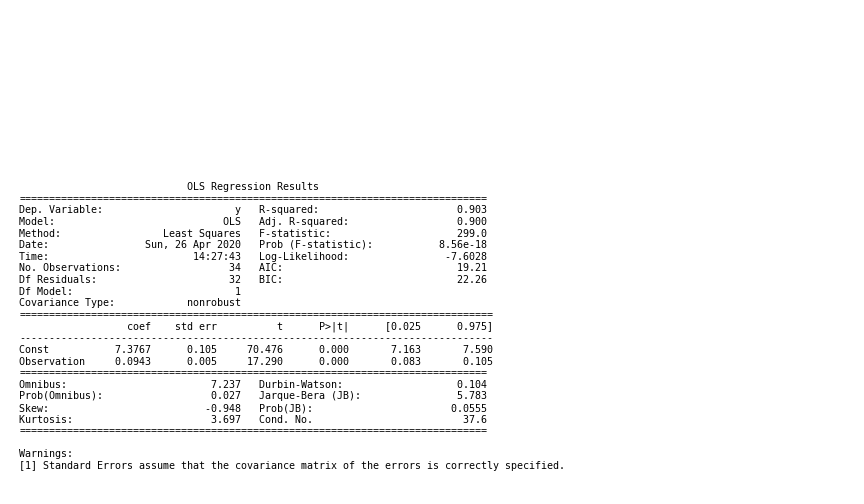 OLS Regression Results
==============================================================================
Dep. Variable: y R-squared: 0.903
Model: OLS Adj. R-squared: 0.900
Method: Least Squares F-statistic: 299.0
Date: Sun, 26 Apr 2020 Prob (F-statistic): 8.56e-18
Time: 14:27:43 Log-Likelihood: -7.6028
No. Observations: 34 AIC: 19.21
Df Residuals: 32 BIC: 22.26
Df Model: 1
Covariance Type: nonrobust
===============================================================================
coef std err t P>|t| [0.025 0.975]
-------------------------------------------------------------------------------
Const 7.3767 0.105 70.476 0.000 7.163 7.590
Observation 0.0943 0.005 17.290 0.000 0.083 0.105
==============================================================================
Omnibus: 7.237 Durbin-Watson: 0.104
Prob(Omnibus): 0.027 Jarque-Bera (JB): 5.783
Skew: -0.948 Prob(JB): 0.0555
Kurtosis: 3.697 Cond. No. 37.6
==============================================================================
Warnings:
[1] Standard Errors assume that the covariance matrix of the errors is correctly specified.